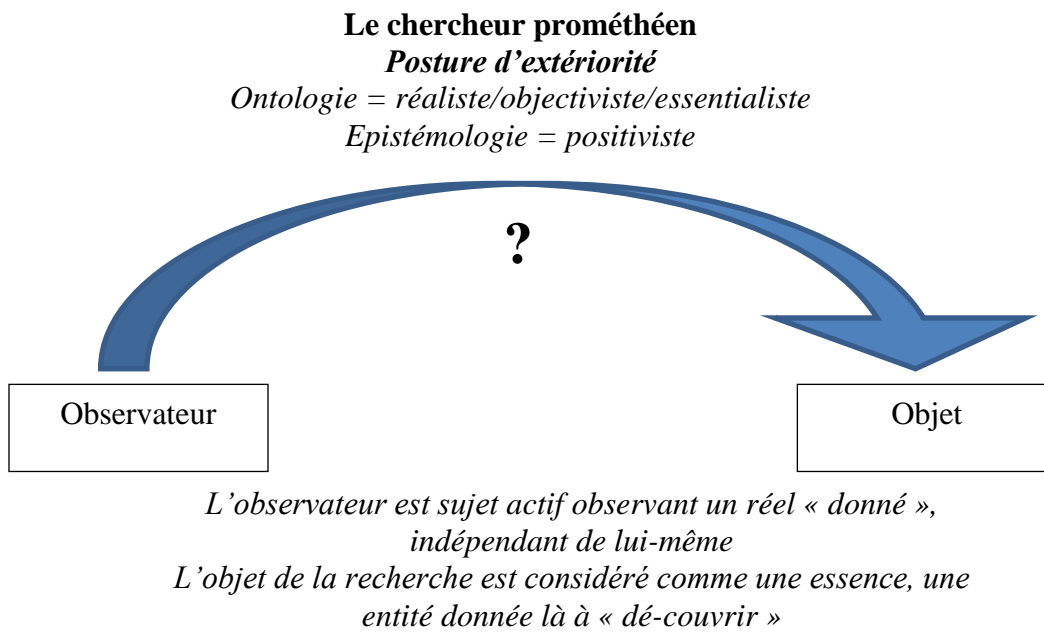 Le chercheur prométhéen
Posture d’extériorité
Ontologie = réaliste/objectiviste/essentialiste
Epistémologie = positiviste
?
Observateur
Objet
L’observateur est sujet actif observant un réel « donné »,
indépendant de lui-même
L’objet de la recherche est considéré comme une essence, une
entité donnée là à « dé-couvrir »